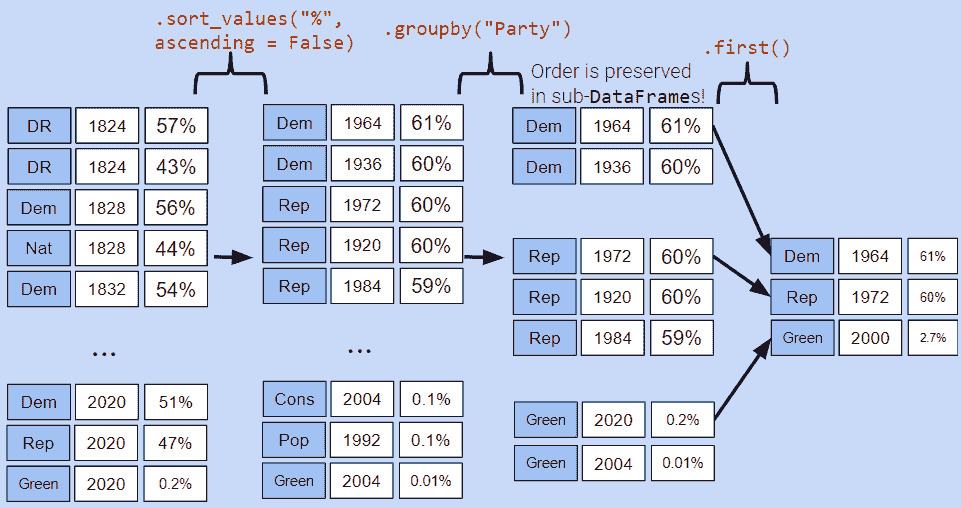 .sort_values("%",
ascending = False)
.groupby("Party")
.first()
Order is preserved
in sub-DataFrames!
DR 1824 57%
DR 1824 43%
Dem 1828 56%
Nat 1828 44%
Dem 1832 54%
...
Dem 2020 51%
Rep 2020 47%
Green 2020 0.2%
Dem 1964 61%
Dem 1936 60%
Rep 1972 60%
Rep 1920 60%
Rep 1984 59%
...
Cons 2004 0.1%
Pop 1992 0.1%
Green 2004 0.01%
Dem 1964 61%
Dem 1936 60%
Rep 1972 60%
Rep 1920 60%
Rep 1984 59%
Green 2020 0.2%
Green 2004 0.01%
Dem 1964 61%
Rep 1972 60%
Green 2000 2.7%